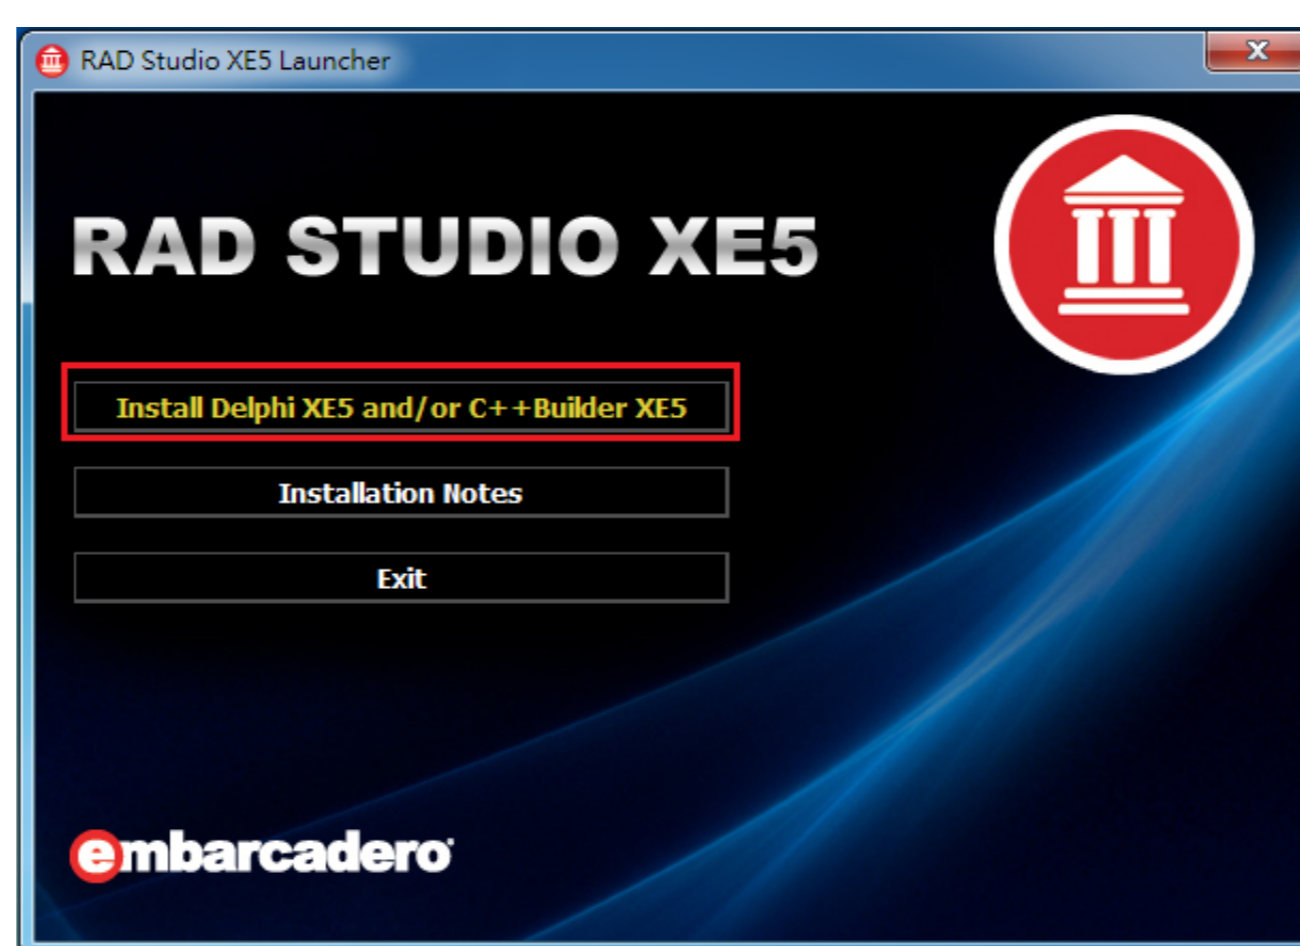 RAD Studio XE5 Launcher
RAD STUDIO XE5
Install Delphi XE5 and/or C++Builder XE5
Installation Notes
Exit
embarcadero